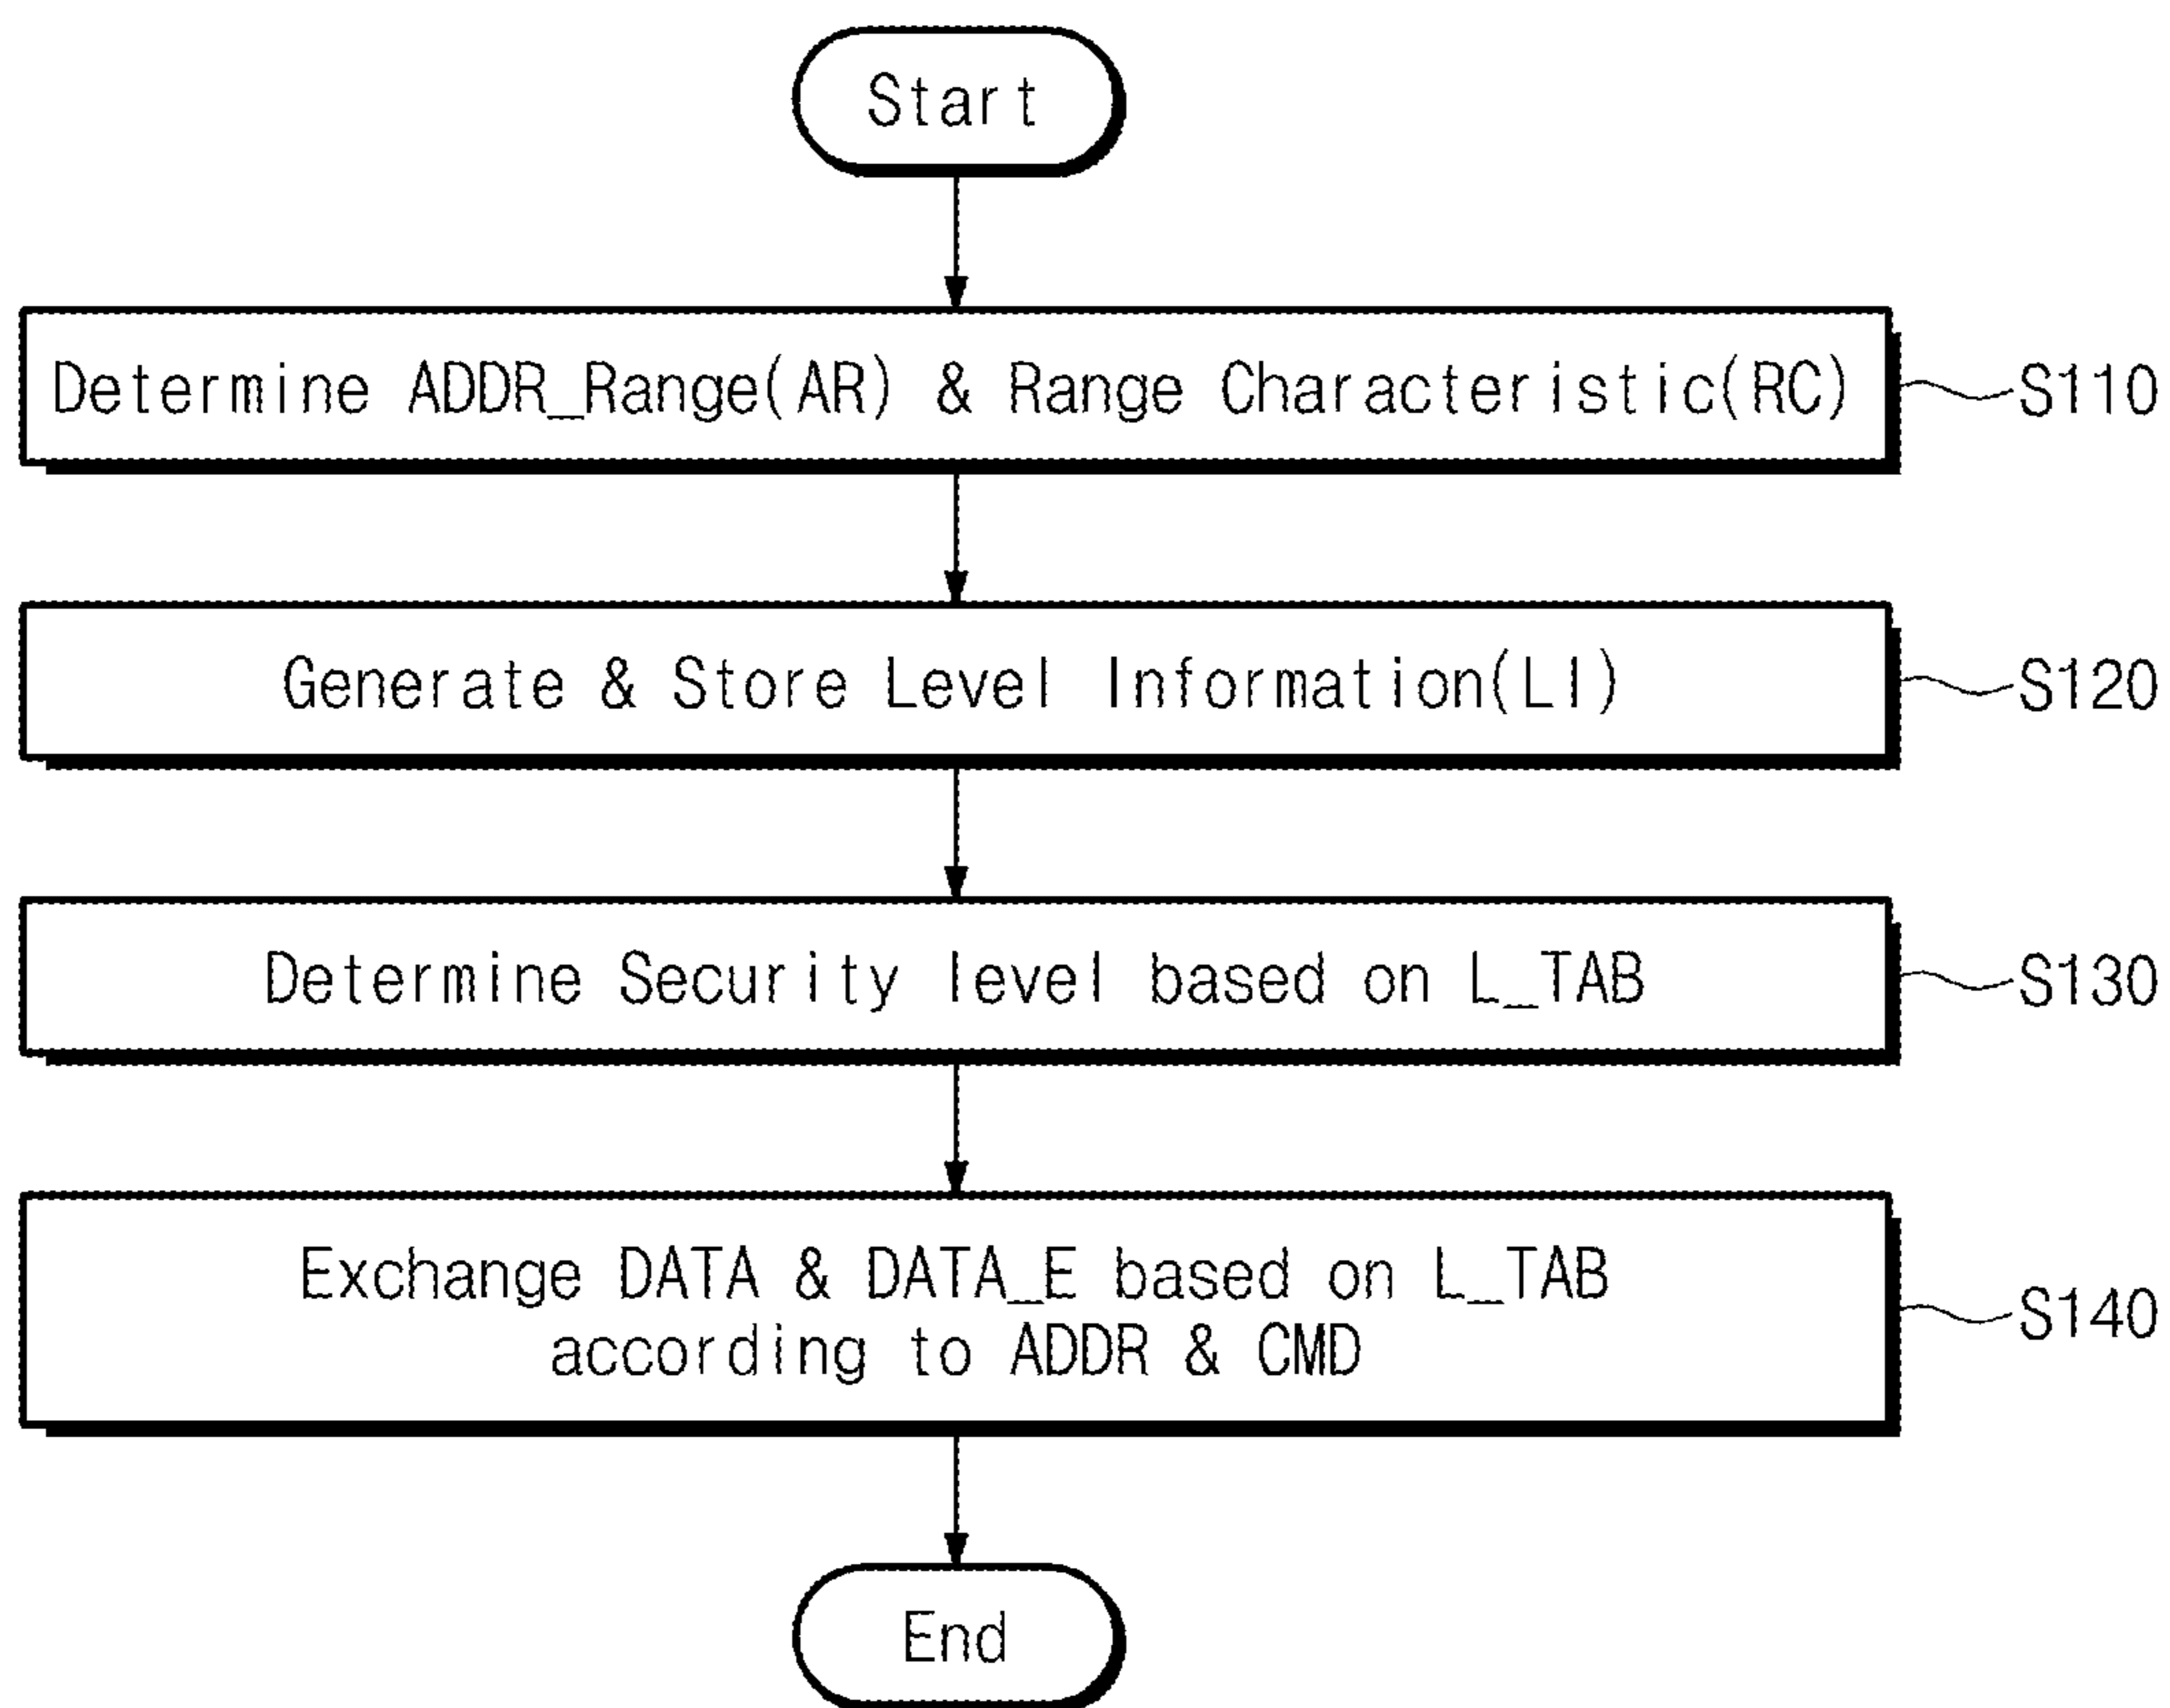 Start
Determine ADDR_Range(AR) & Range Characteristic(RC)
S110
Generate & Store Level Information(LI)
S120
Determine Security level based on L_TAB
S130
Exchange DATA & DATA_E based on L_TAB
according to ADDR & CMD
S140
End